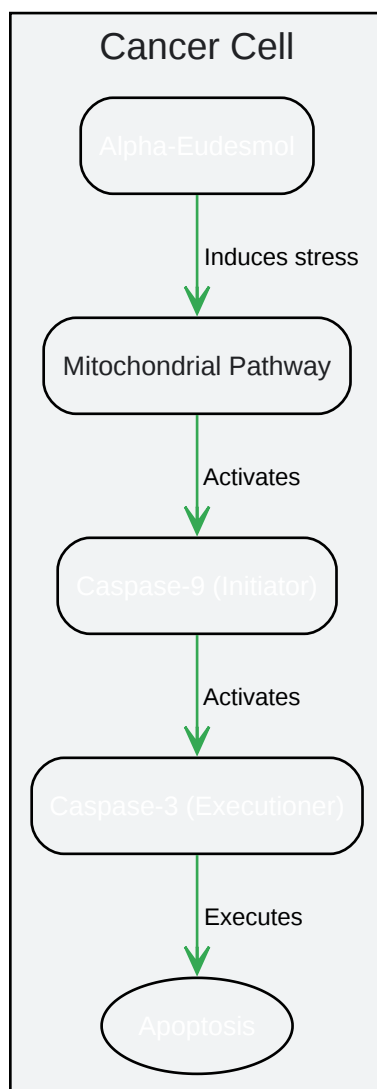 Cancer Cell
Alpha-Eudesmol
Induces stress
Mitochondrial Pathway
Activates
Caspase-9 (Initiator)
Activates
Caspase-3 (Executioner)
Executes
Apoptosis